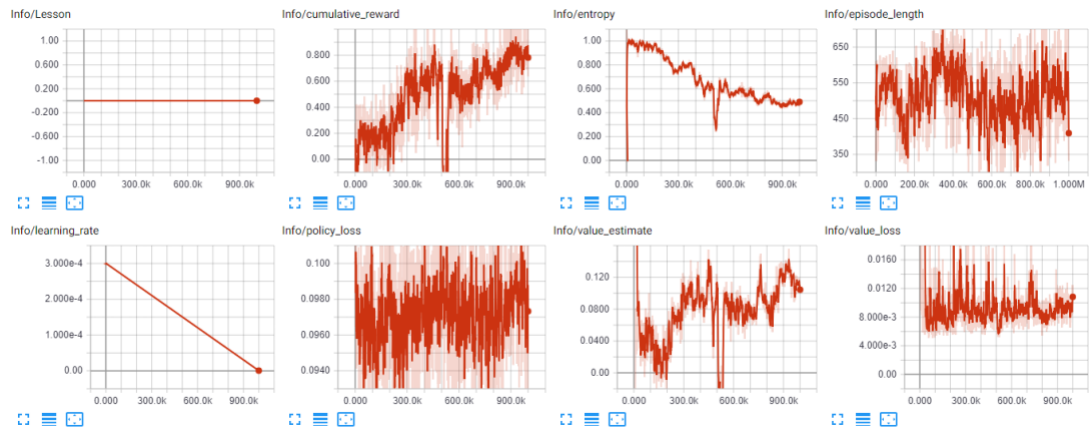 Info/Lesson
1.00
0.600
0.200
-0.200
-0.600
-1.00
0.000 300.0k 600.0k 900.0k
Info/cumulative_reward
0.800
0.600
0.400
0.200
0.00
0.000 300.0k 600.0k 900.0k
Info/entropy
1.00
0.800
0.600
0.400
0.200
0.00
0.000 300.0k 600.0k 900.0k
Info/episode_length
650
550
450
350
0.000 200.0k 400.0k 600.0k 800.0k 1.000M
Info/learning_rate
3.000e-4
2.000e-4
1.000e-4
0.00
0.000 300.0k 600.0k 900.0k
Info/policy_loss
0.100
0.0980
0.0960
0.0940
0.000 300.0k 600.0k 900.0k
Info/value_estimate
0.120
0.0800
0.0400
0.00
0.000 300.0k 600.0k 900.0k
Info/value_loss
0.0160
0.0120
8.000e-3
4.000e-3
0.00
0.000 300.0k 600.0k 900.0k